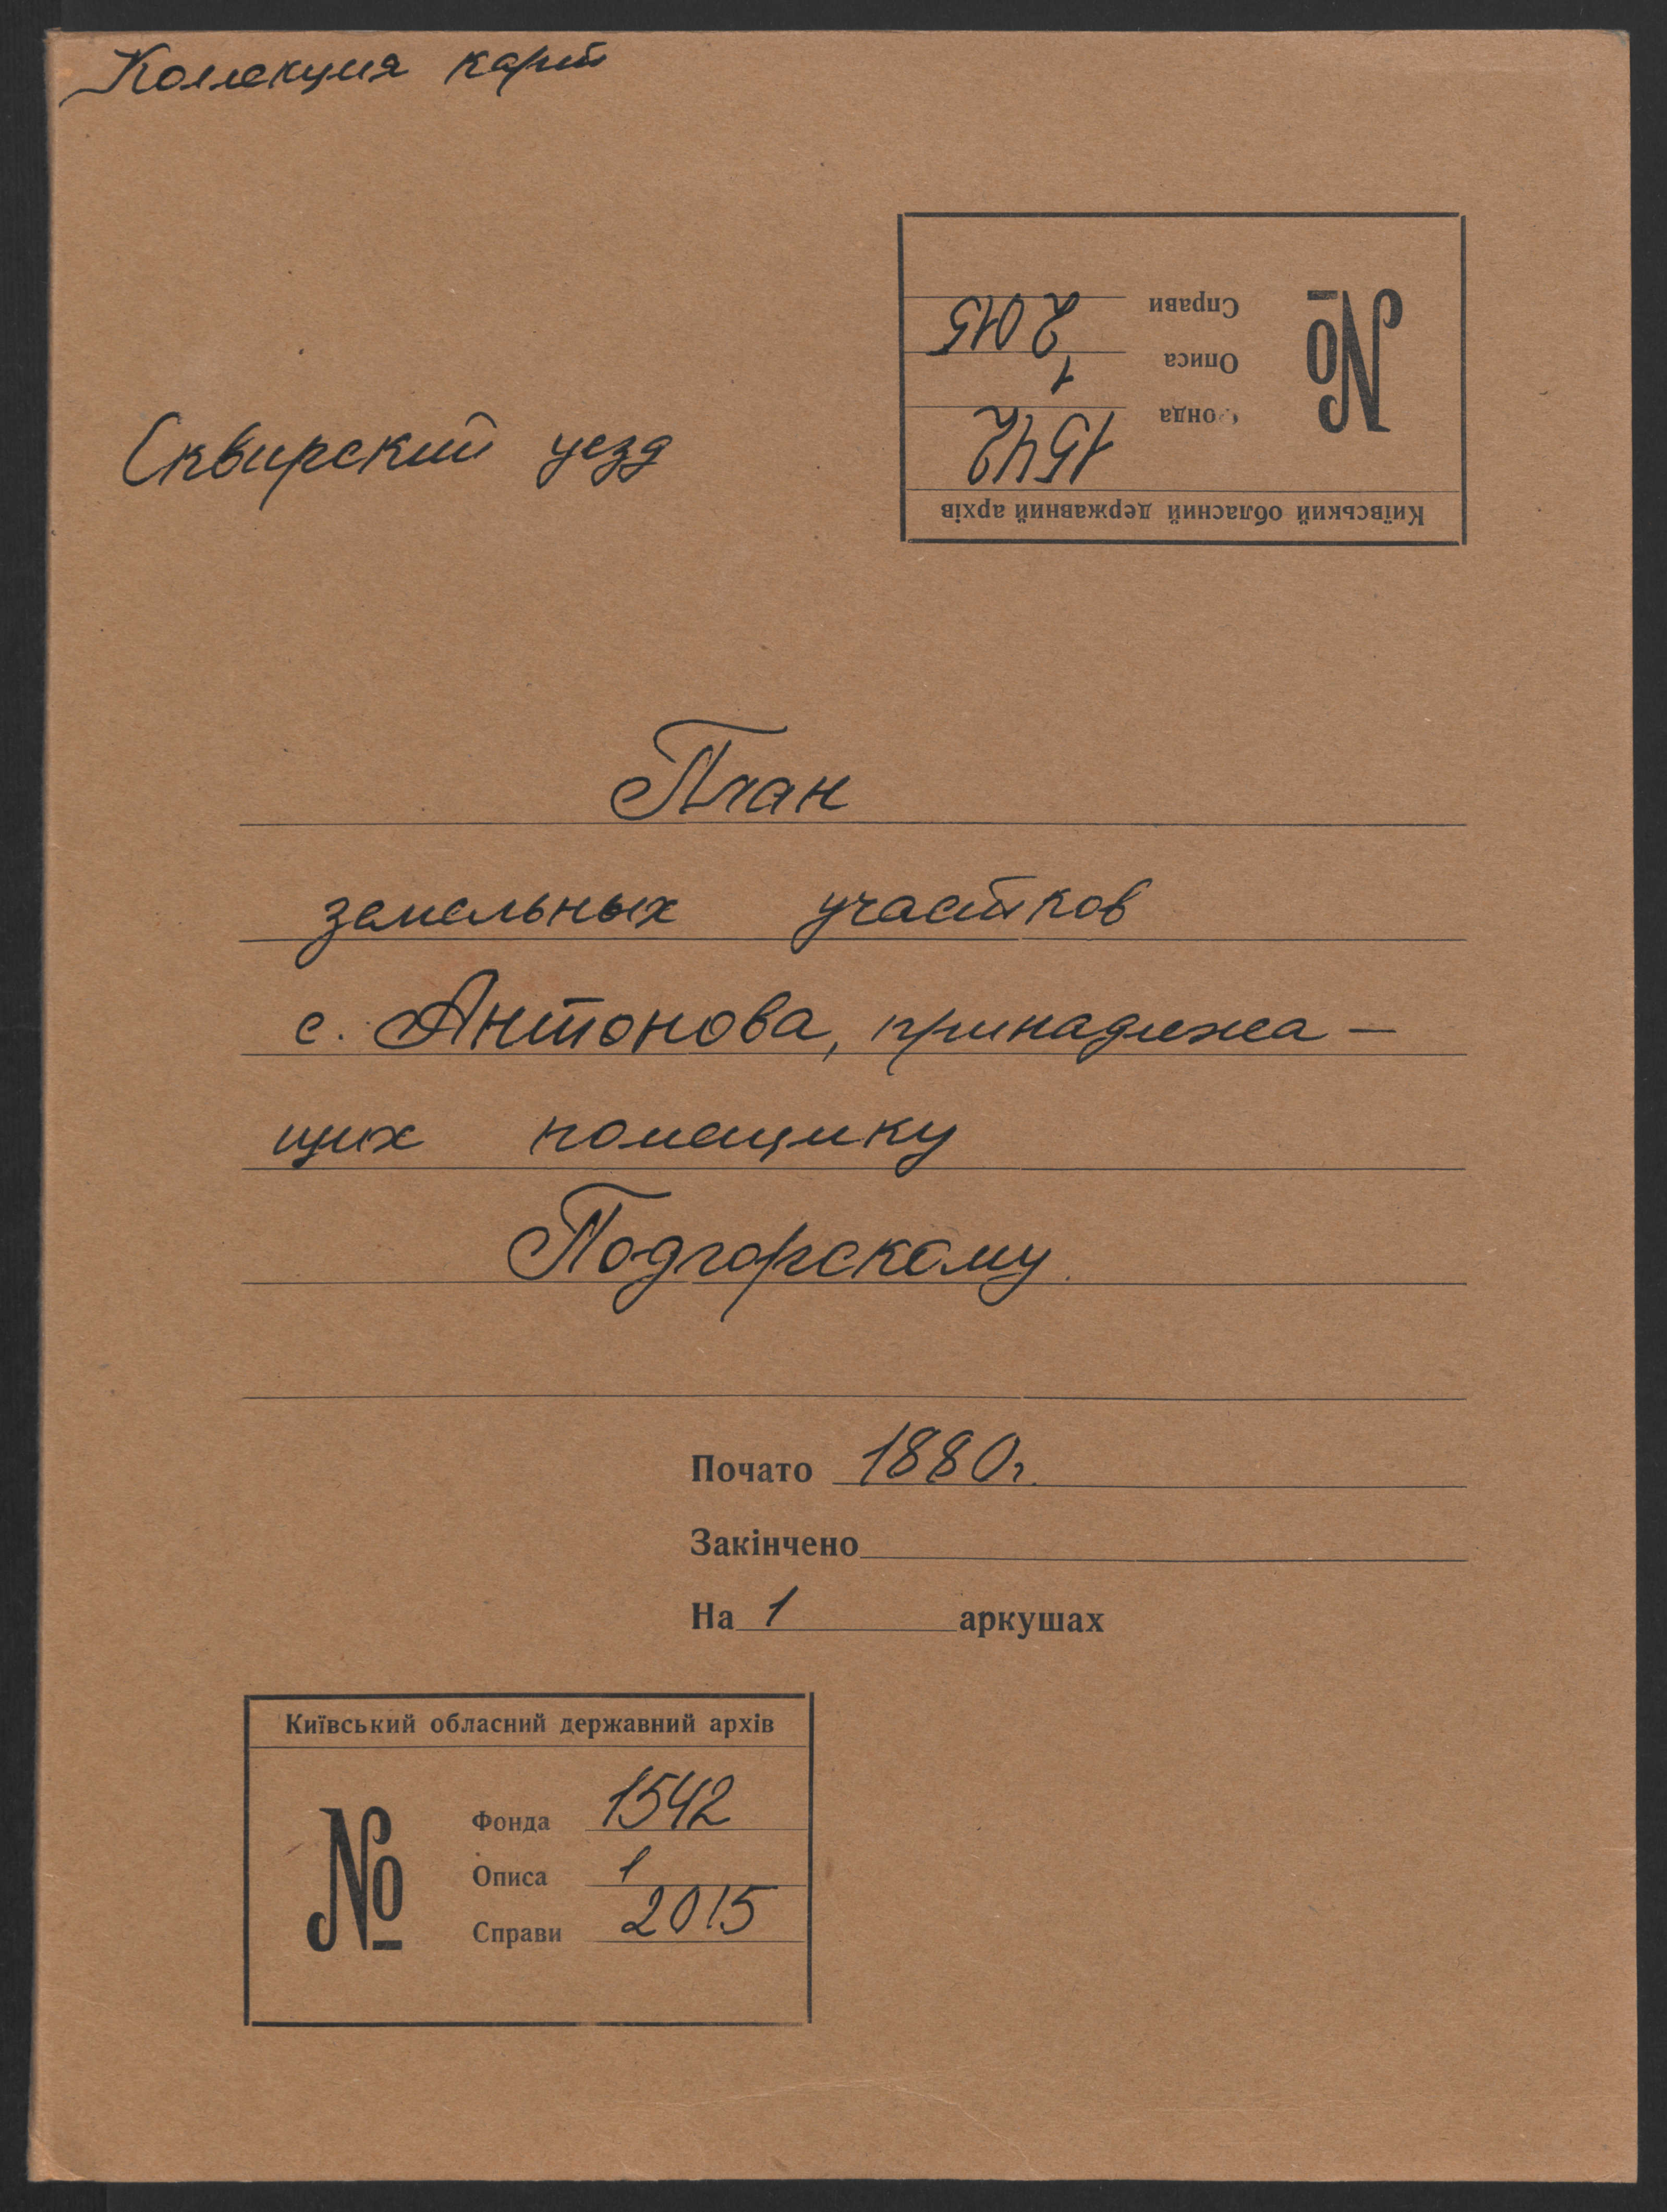 Коллекция карт
Справи 2015
Описа 1
Фонда 1542
Київський обласний державний архів
№
Сквирский уезд
План
земельных участков
с. Антонова, принадлежа-
щих помещику
Подгорскому.
Почато 1880г.
Закінчено
На 1 аркушах
Київський обласний державний архів
№
Фонда 1542
Описа 1
Справи 2015